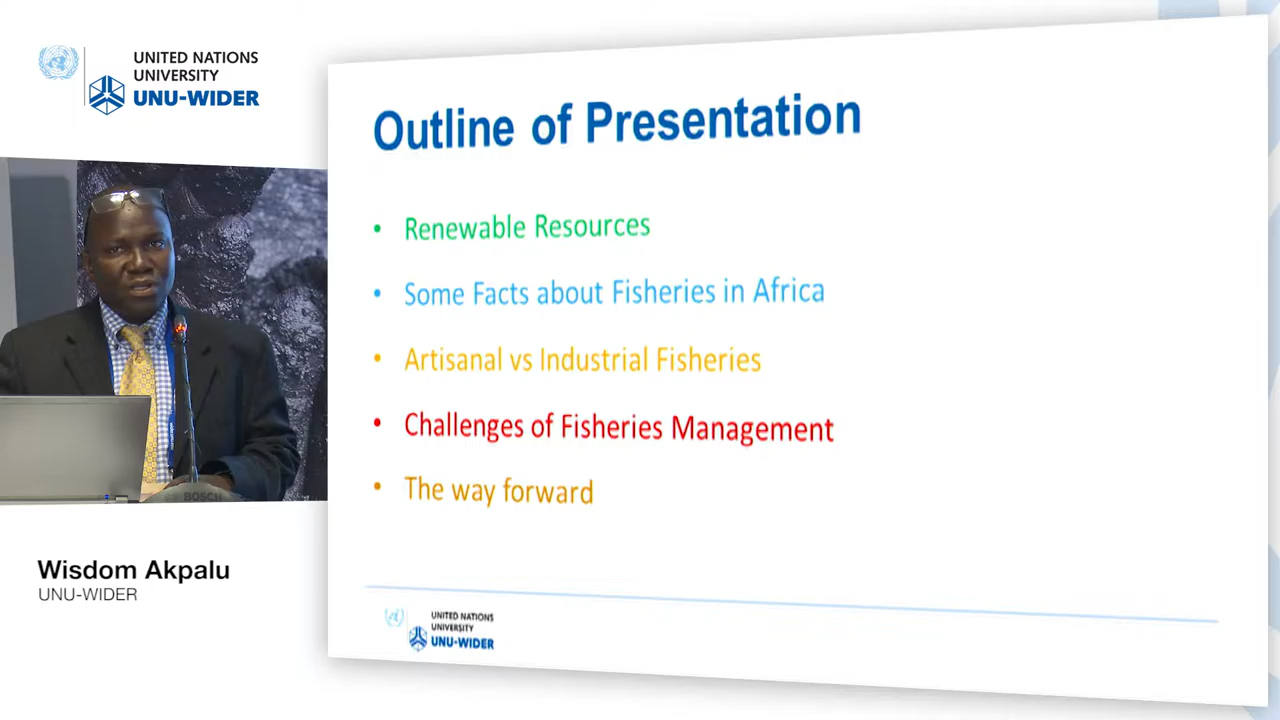 UNITED NATIONS
UNIVERSITY
UNU-WIDER
Outline of Presentation
• Renewable Resources
• Some Facts about Fisheries in Africa
• Artisanal vs Industrial Fisheries
• Challenges of Fisheries Management
• The way forward
BOSCH
Wisdom Akpalu
UNU-WIDER
UNITED NATIONS
UNIVERSITY
UNU-WIDER